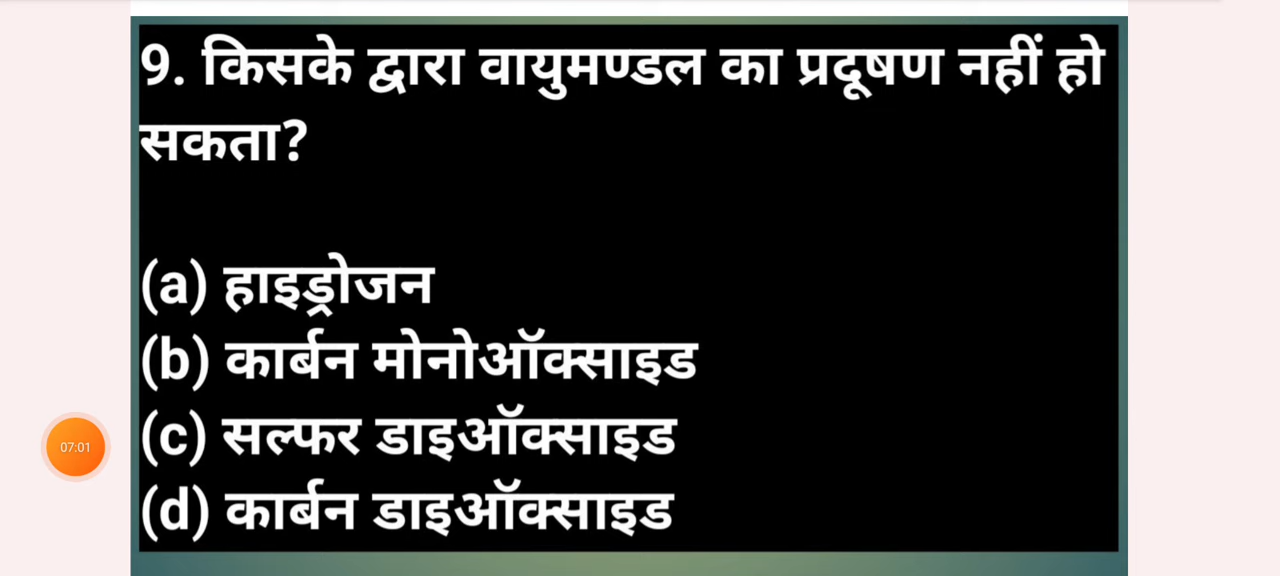 9. किसके द्वारा वायुमण्डल का प्रदूषण नहीं हो
सकता?
(a) हाइड्रोजन
(b) कार्बन मोनोऑक्साइड
(c) सल्फर डाइऑक्साइड
(d) कार्बन डाइऑक्साइड
07:01